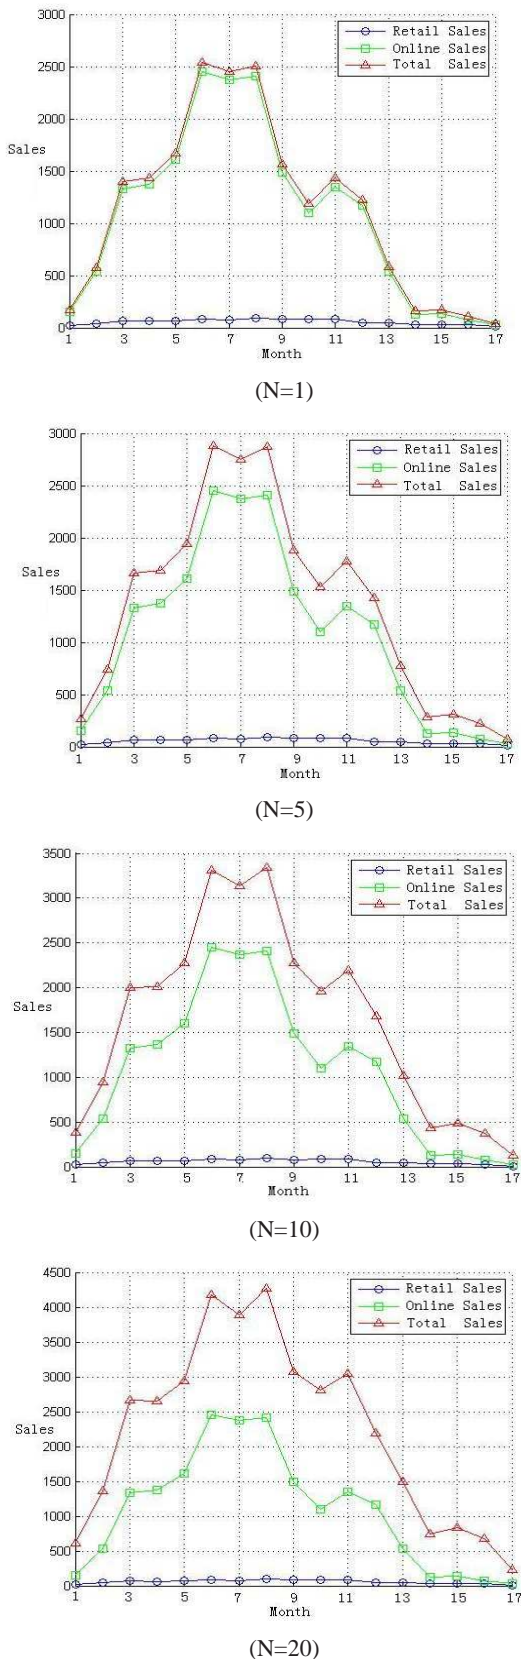 3000
2500
2000
1500
1000
500
0
Sales
Retail Sales
Online Sales
Total Sales
1 3 5 7 9 11 13 15 17
Month
(N=1)
3000
2500
2000
1500
1000
500
0
Sales
Retail Sales
Online Sales
Total Sales
1 3 5 7 9 11 13 15 17
Month
(N=5)
3500
3000
2500
2000
1500
1000
500
0
Sales
Retail Sales
Online Sales
Total Sales
1 3 5 7 9 11 13 15 17
Month
(N=10)
4500
4000
3500
3000
2500
2000
1500
1000
500
0
Sales
Retail Sales
Online Sales
Total Sales
1 3 5 7 9 11 13 15 17
Month
(N=20)